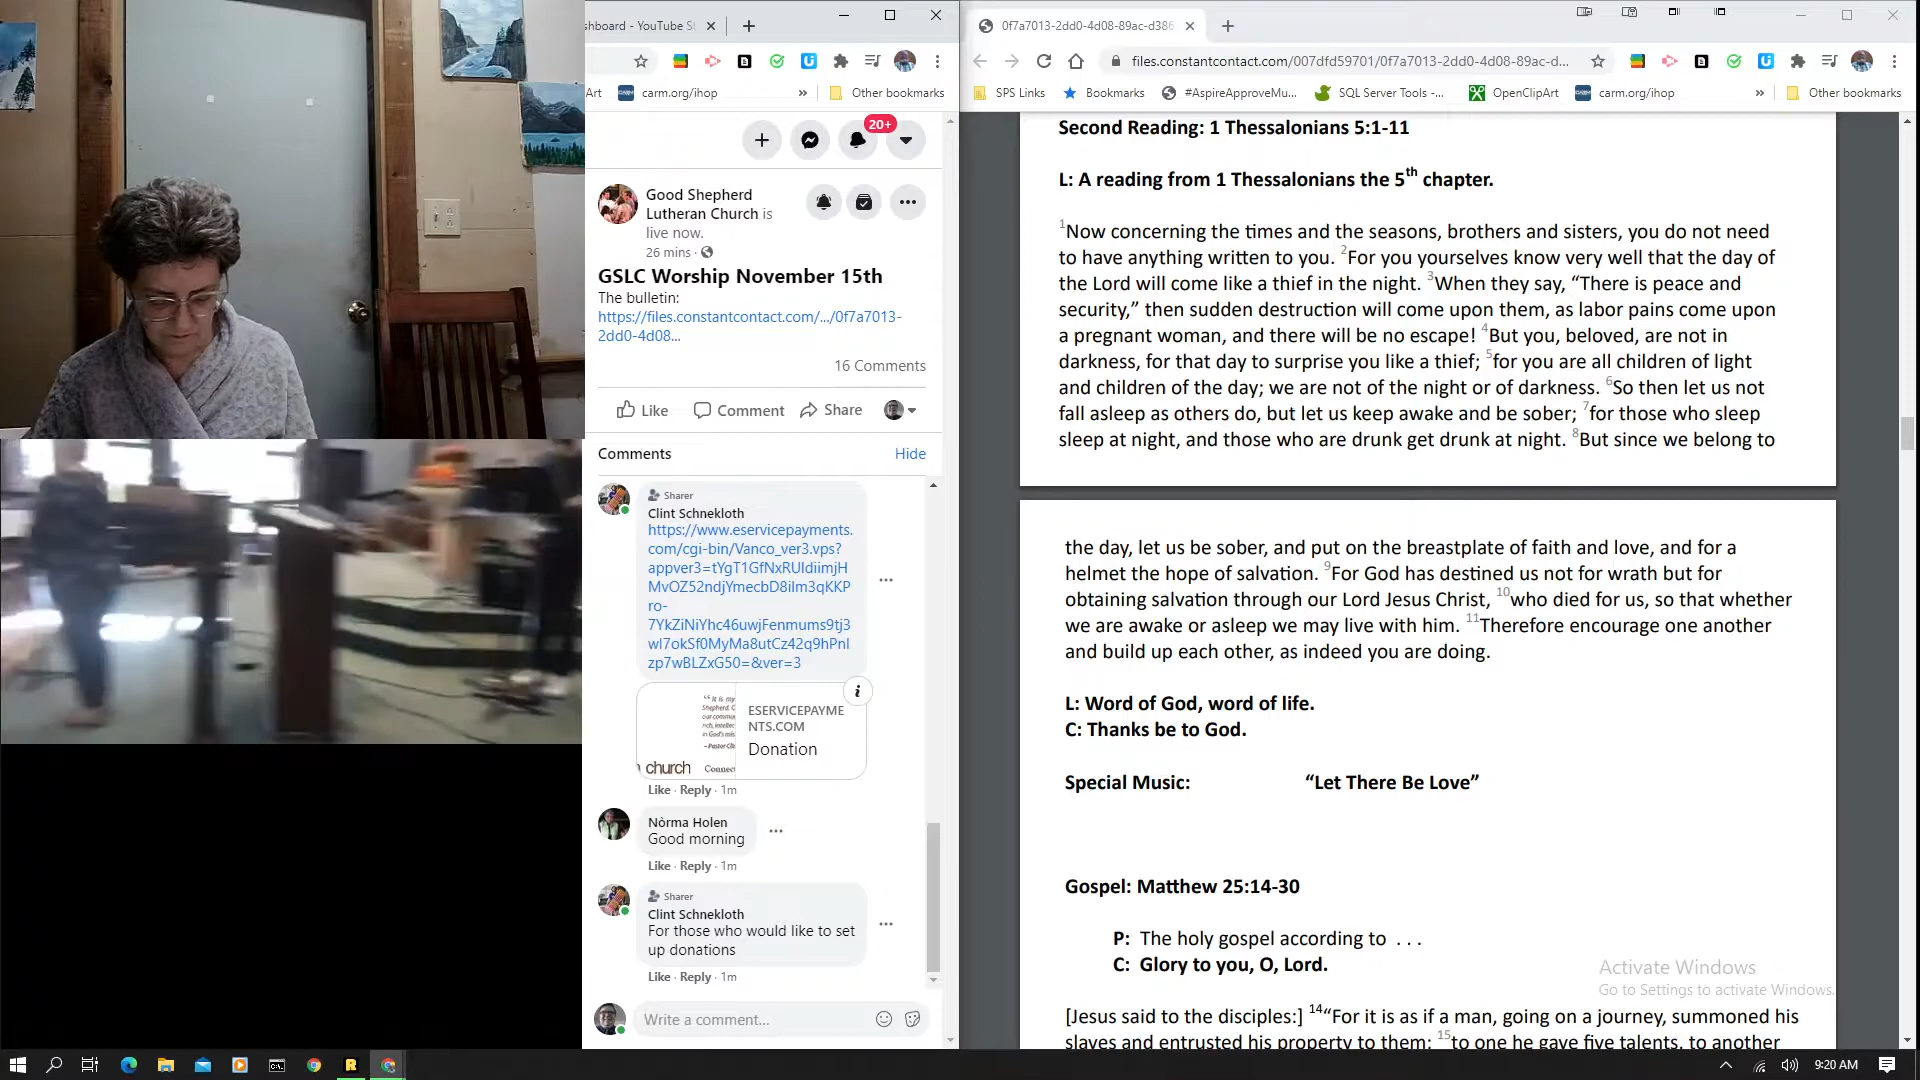 shboard - YouTube St
Art
carm.org/ihop
»
Other bookmarks
20+
Good Shepherd
Lutheran Church is
live now.
26 mins ·
GSLC Worship November 15th
The bulletin:
https://files.constantcontact.com/.../0f7a7013-
2dd0-4d08...
16 Comments
Like
Comment
Share
Comments
Hide
Sharer
Clint Schnekloth
https://www.eservicepayments.
com/cgi-bin/Vanco_ver3.vps?
appver3=tYgT1GfNxRUIdiimjH
MvOZ52ndjYmecbD8iIm3qKKP
ro-
7YkZiNiYhc46uwjFenmums9tj3
wl7okSf0MyMa8utCz42q9hPnl
zp7wBLZxG50=&ver=3
ESERVICEPAYME
NTS.COM
Donation
church
Connec
Like · Reply · 1m
Nòrma Holen
Good morning
Like · Reply · 1m
Sharer
Clint Schnekloth
For those who would like to set
up donations
Like · Reply · 1m
Write a comment...
0f7a7013-2dd0-4d08-89ac-d386
files.constantcontact.com/007dfd59701/0f7a7013-2dd0-4d08-89ac-d...
SPS Links
Bookmarks
#AspireApproveMu...
SQL Server Tools -...
OpenClipArt
carm.org/ihop
»
Other bookmarks
Second Reading: 1 Thessalonians 5:1-11
L: A reading from 1 Thessalonians the 5th chapter.
1Now concerning the times and the seasons, brothers and sisters, you do not need
to have anything written to you. 2For you yourselves know very well that the day of
the Lord will come like a thief in the night. 3When they say, “There is peace and
security,” then sudden destruction will come upon them, as labor pains come upon
a pregnant woman, and there will be no escape! 4But you, beloved, are not in
darkness, for that day to surprise you like a thief; 5for you are all children of light
and children of the day; we are not of the night or of darkness. 6So then let us not
fall asleep as others do, but let us keep awake and be sober; 7for those who sleep
sleep at night, and those who are drunk get drunk at night. 8But since we belong to
the day, let us be sober, and put on the breastplate of faith and love, and for a
helmet the hope of salvation. 9For God has destined us not for wrath but for
obtaining salvation through our Lord Jesus Christ, 10who died for us, so that whether
we are awake or asleep we may live with him. 11Therefore encourage one another
and build up each other, as indeed you are doing.
L: Word of God, word of life.
C: Thanks be to God.
Special Music: “Let There Be Love”
Gospel: Matthew 25:14-30
P: The holy gospel according to . . .
C: Glory to you, O, Lord.
[Jesus said to the disciples:] 14“For it is as if a man, going on a journey, summoned his
slaves and entrusted his property to them; 15to one he gave five talents, to another
Activate Windows
Go to Settings to activate Windows.
9:20 AM